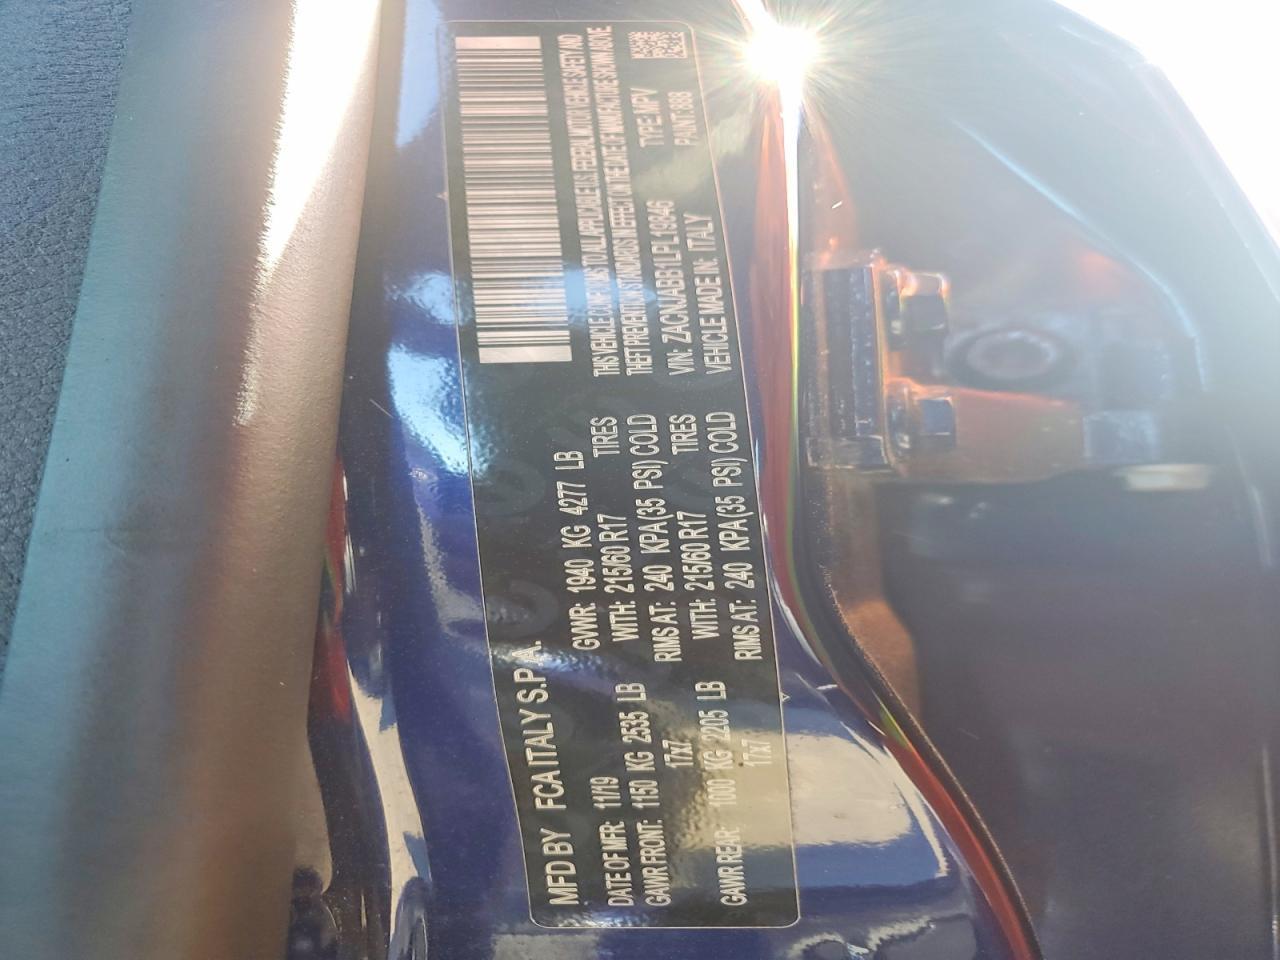 MFD BY FCA ITALY S.P.A.
DATE OF MFR: 11/19 GVWR: 1940 KG 4277 LB
GAWR FRONT: 1150 KG 2535 LB WITH: 215/60 R17 TIRES
17x7 RIMS AT: 240 KPA (35 PSI) COLD
GAWR REAR: 1000 KG 2205 LB WITH: 215/60 R17 TIRES
17x7 RIMS AT: 240 KPA (35 PSI) COLD
THIS VEHICLE CONFORMS TO ALL APPLICABLE U.S. FEDERAL MOTOR VEHICLE SAFETY AND
THEFT PREVENTION STANDARDS IN EFFECT ON THE DATE OF MANUFACTURE SHOWN ABOVE
VIN: ZACNJABB1LPL19846 TYPE: MPV
VEHICLE MADE IN: ITALY PAINT: 388